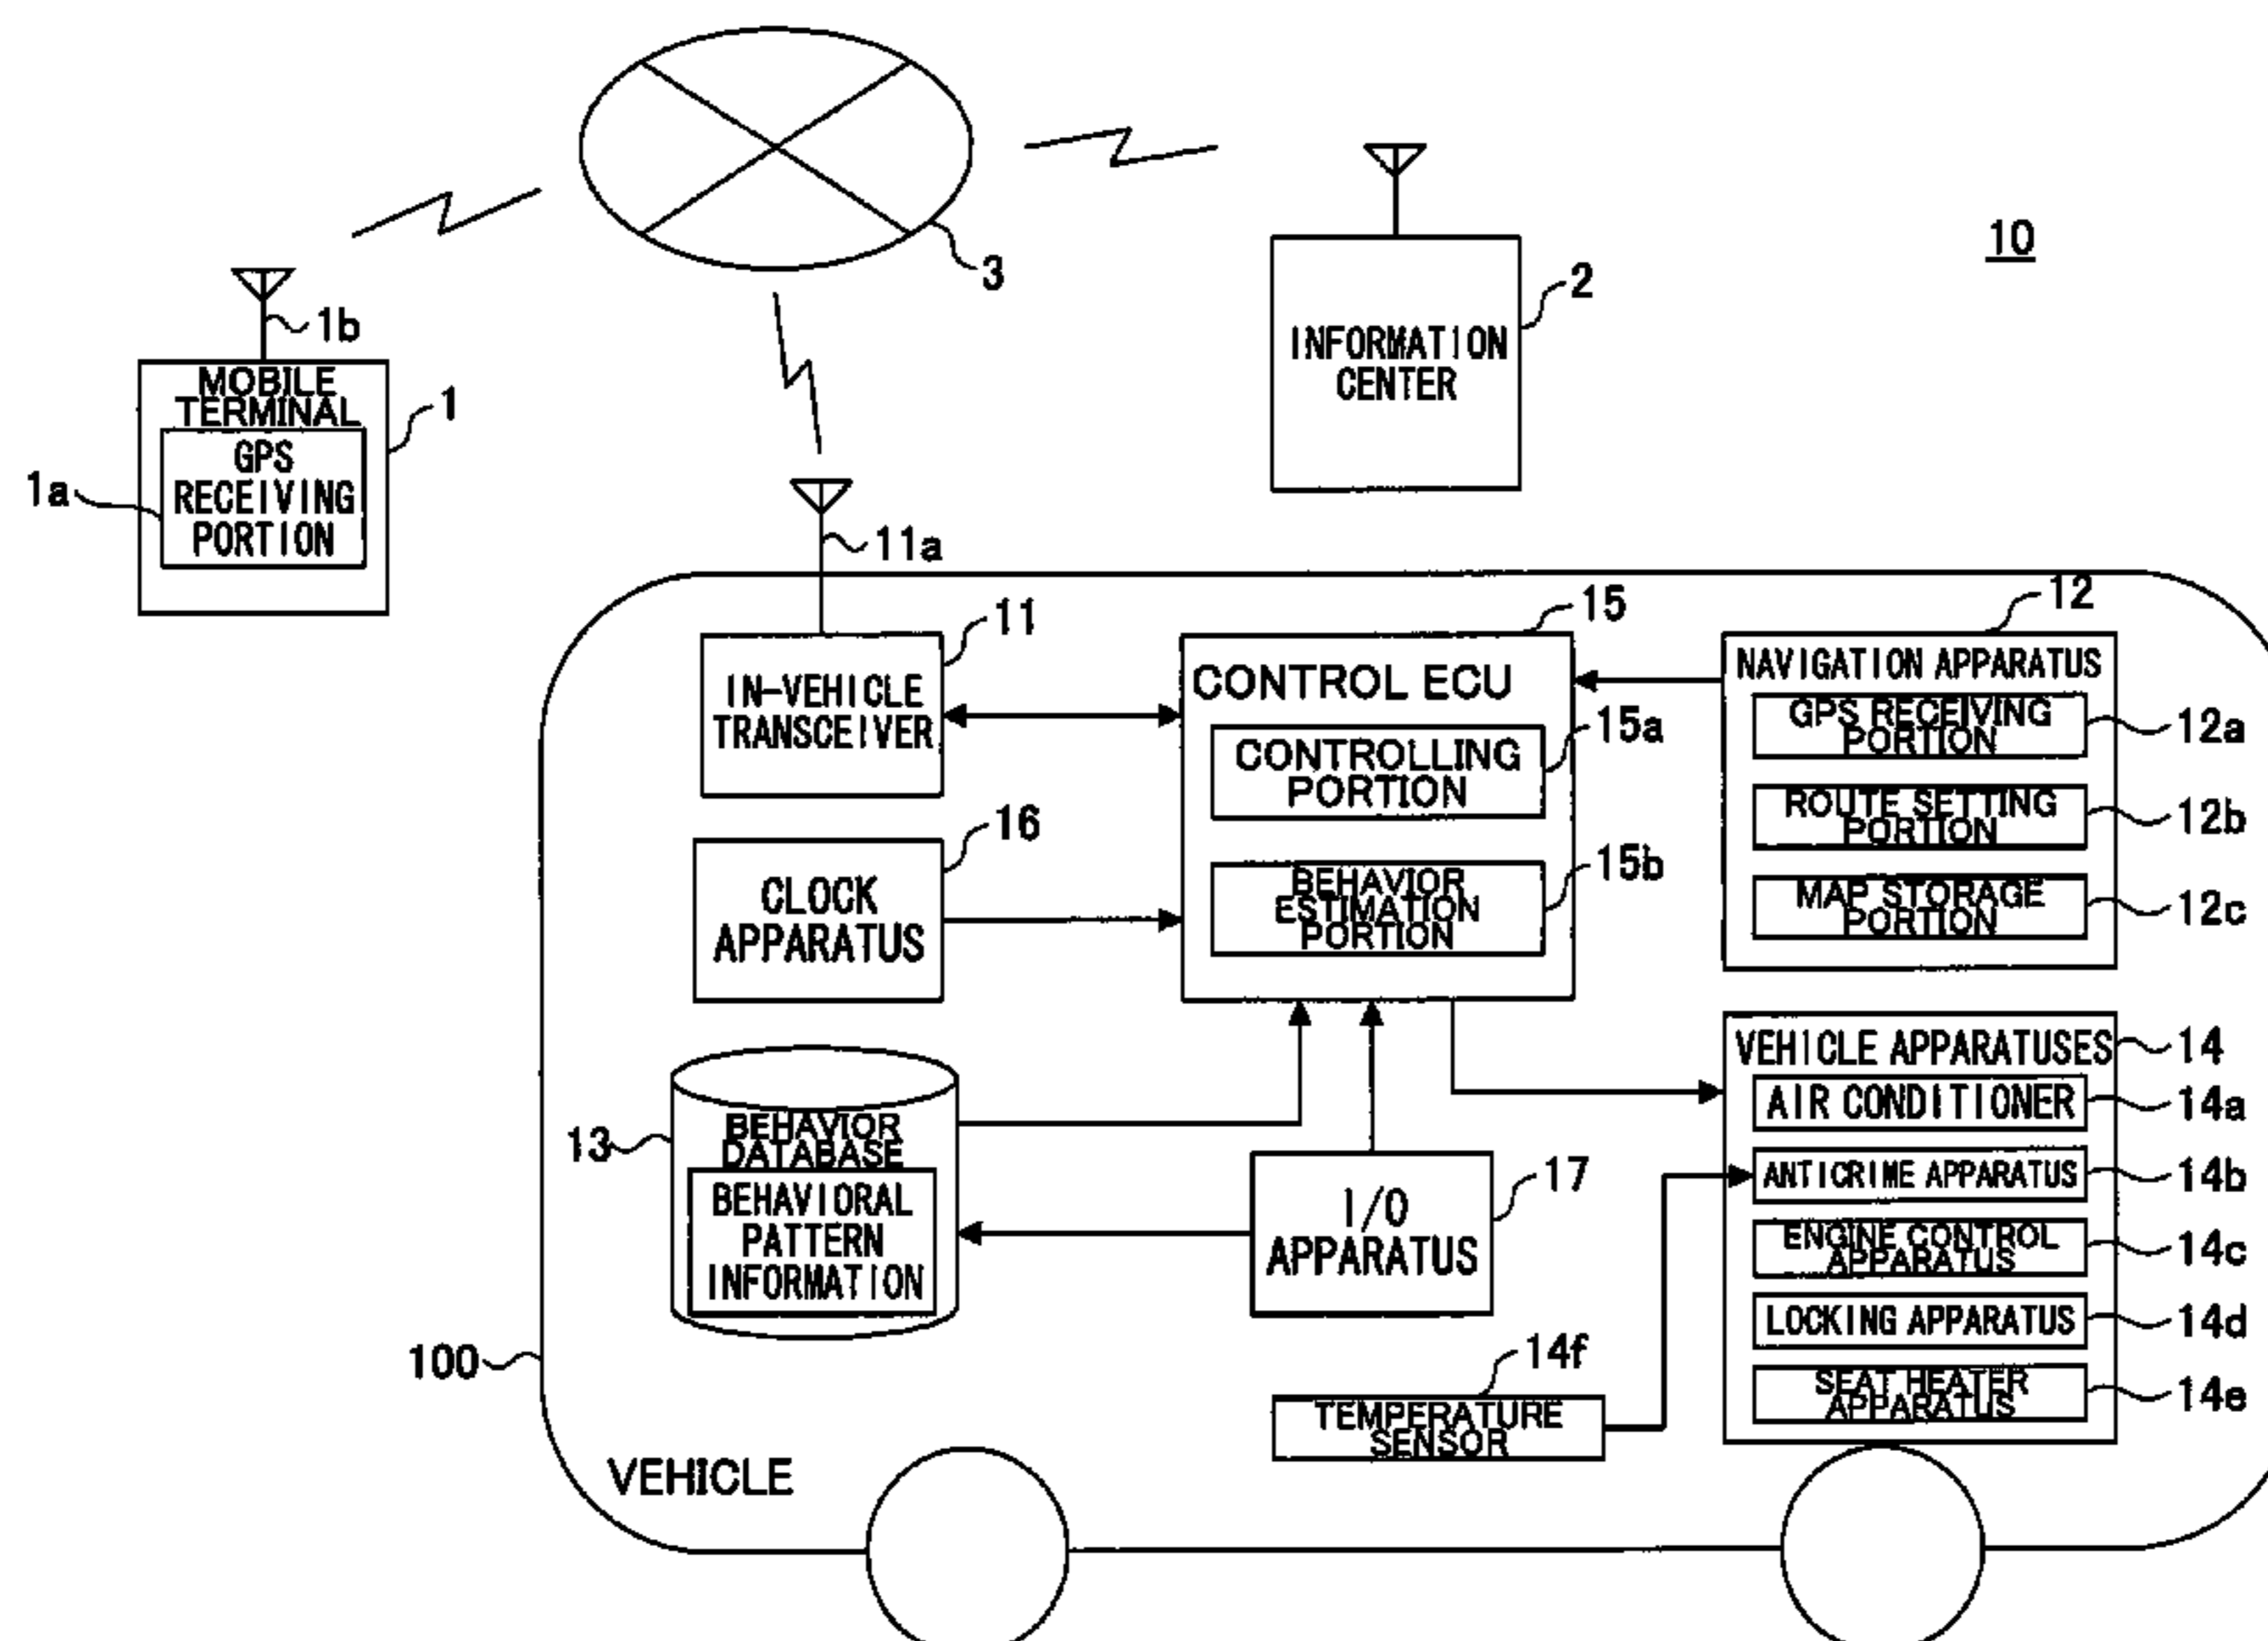 10
3
2
INFORMATION
CENTER
1b
MOBILE
TERMINAL
1
GPS
RECEIVING
PORTION
1a
11a
11
IN-VEHICLE
TRANSCEIVER
15
CONTROL ECU
CONTROLLING
PORTION
15a
BEHAVIOR
ESTIMATION
PORTION
15b
12
NAVIGATION APPARATUS
GPS RECEIVING
PORTION
12a
ROUTE SETTING
PORTION
12b
MAP STORAGE
PORTION
12c
16
CLOCK
APPARATUS
13
BEHAVIOR
DATABASE
BEHAVIORAL
PATTERN
INFORMATION
I/O
APPARATUS
17
VEHICLE APPARATUSES
14
AIR CONDITIONER
14a
ANTICRIME APPARATUS
14b
ENGINE CONTROL
APPARATUS
14c
LOCKING APPARATUS
14d
SEAT HEATER
APPARATUS
14e
14f
TEMPERATURE
SENSOR
100
VEHICLE